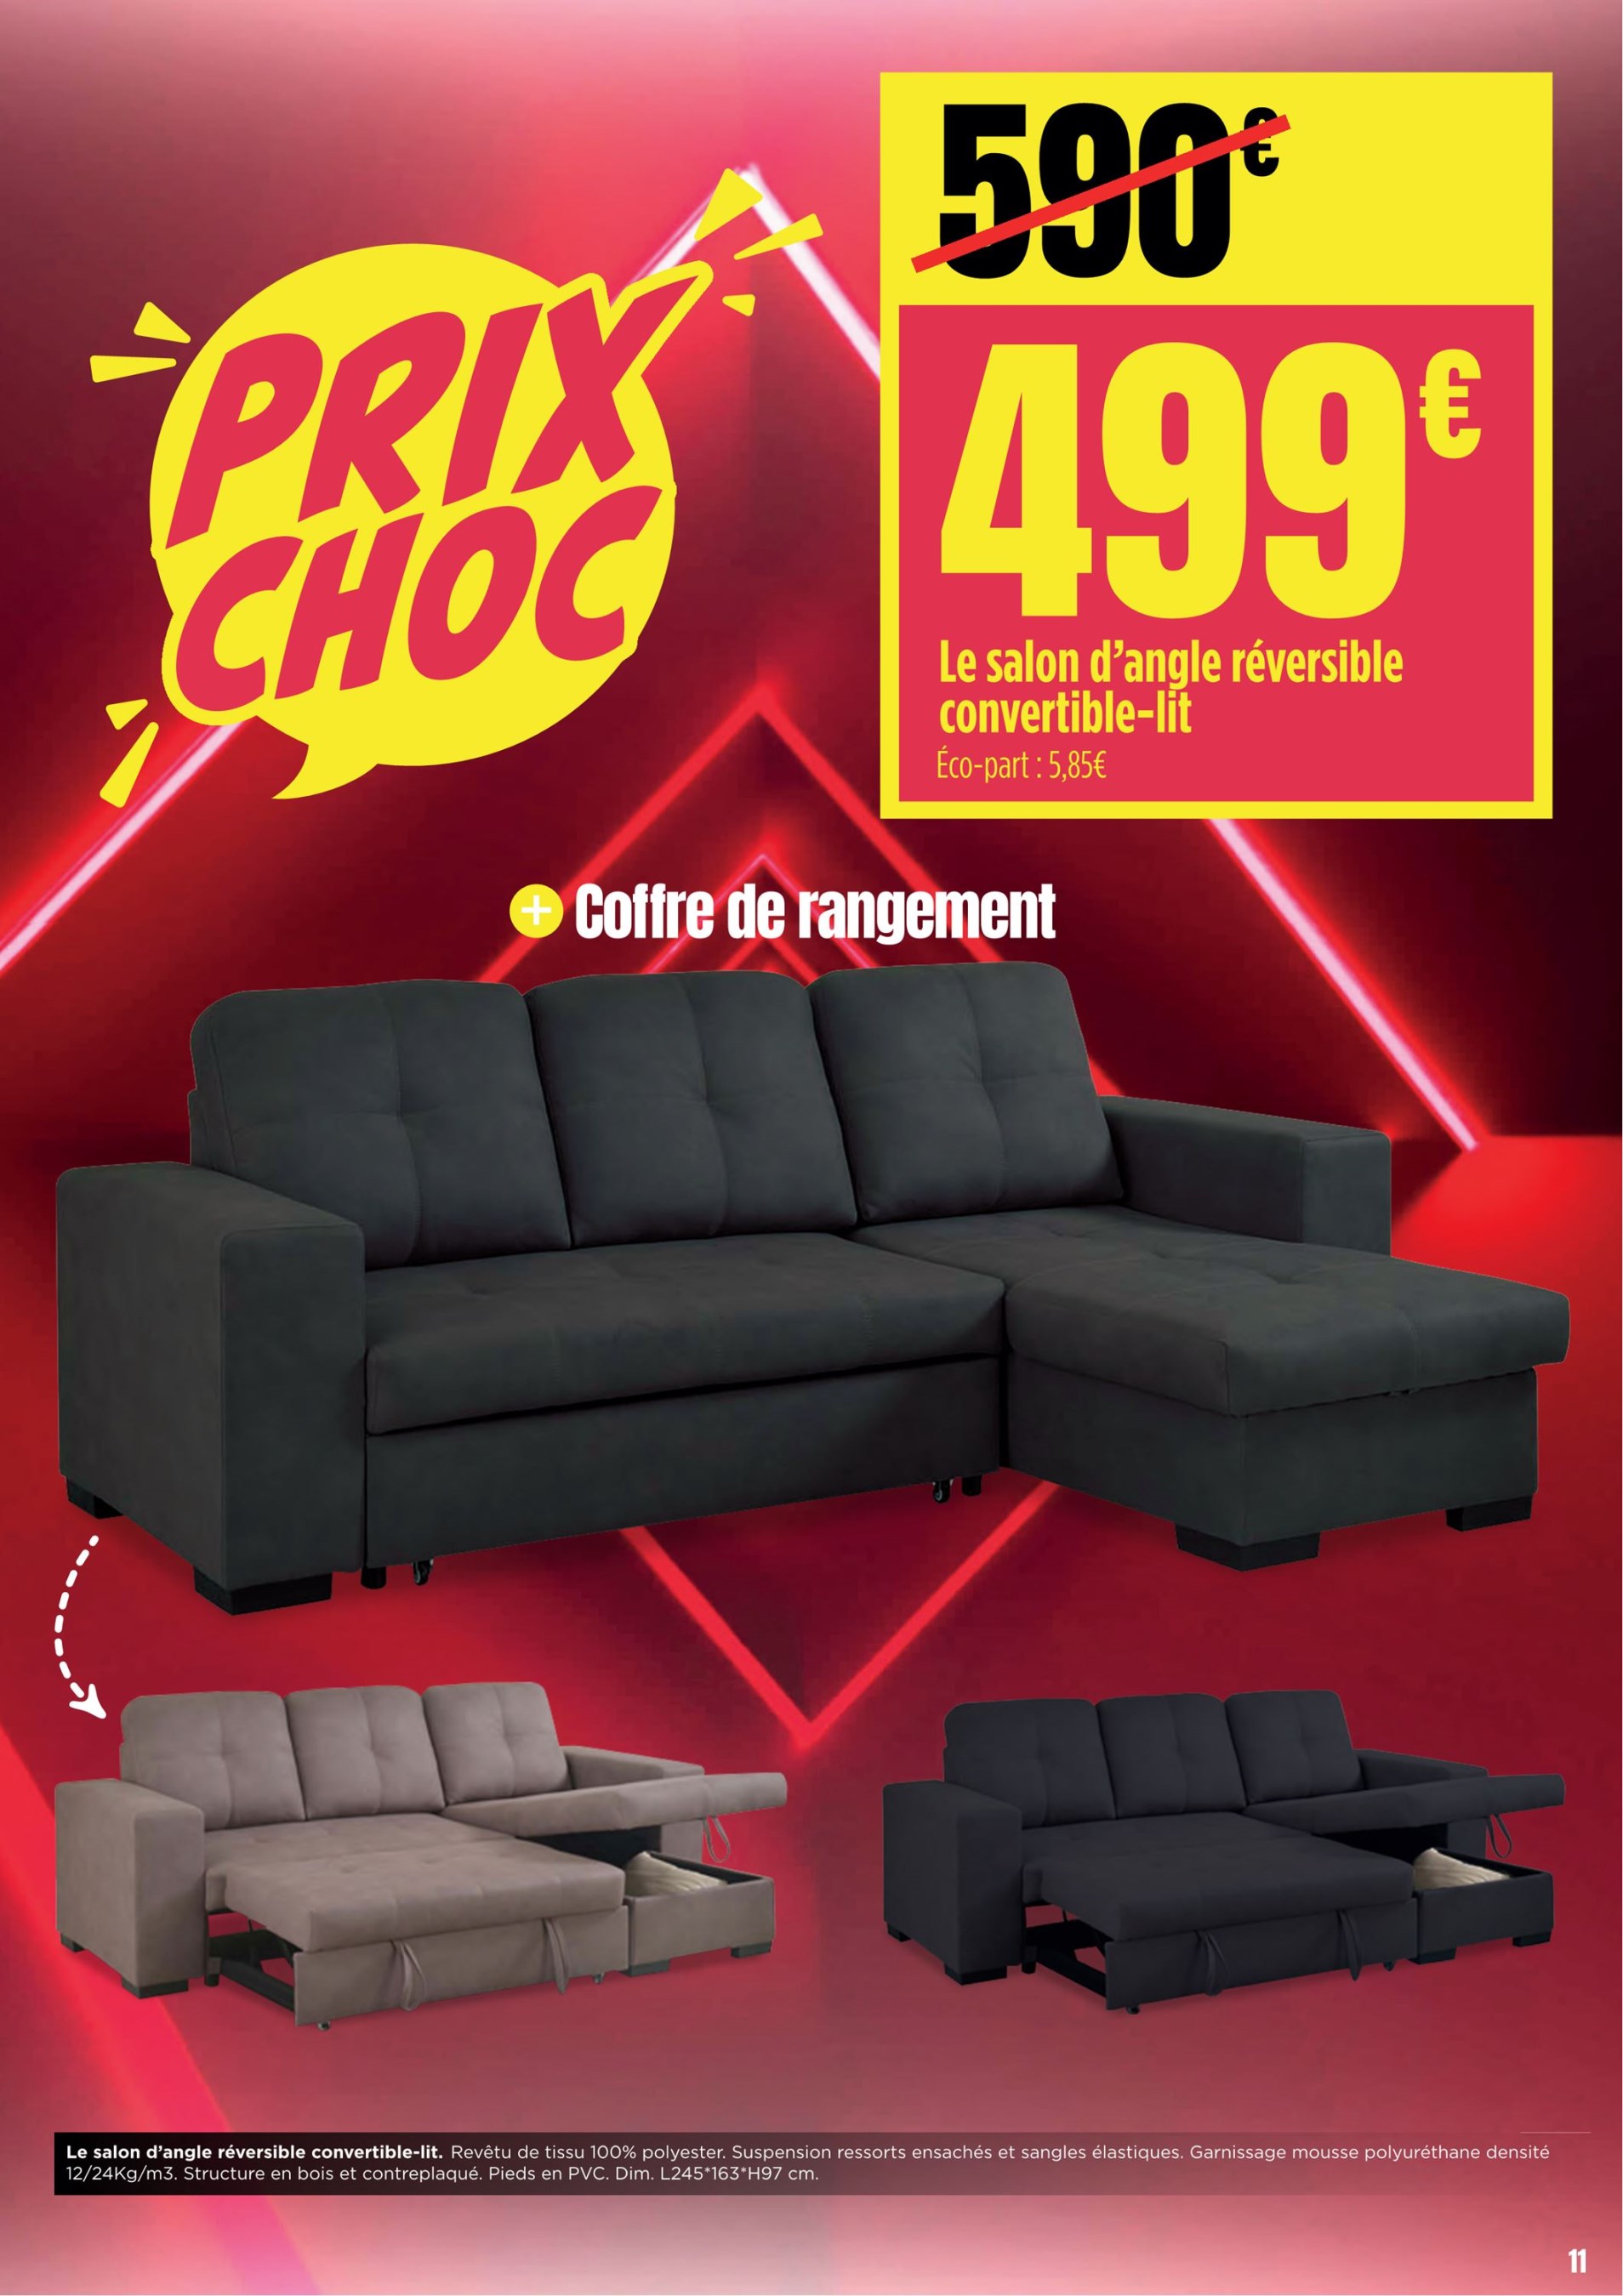 PRIX
CHOC
590€
499€
Le salon d'angle réversible
convertible-lit
Éco-part : 5,85€
+ Coffre de rangement
Le salon d'angle réversible convertible-lit. Revêtu de tissu 100% polyester. Suspension ressorts ensachés et sangles élastiques. Garnissage mousse polyuréthane densité
12/24Kg/m3. Structure en bois et contreplaqué. Pieds en PVC. Dim. L245*163*H97 cm.
11